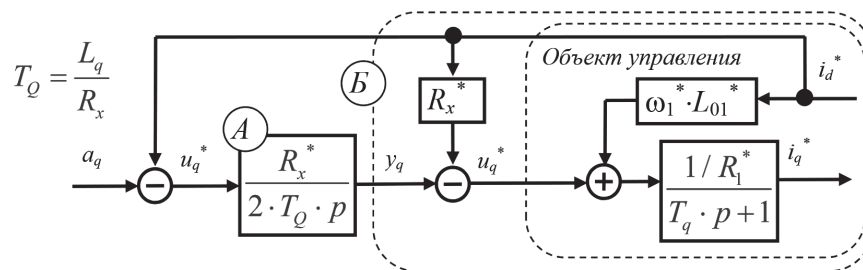 Объект управления
T_Q = L_q / R_x
Б
R_x^*
ω_1^*·L_01^*
i_d^*
А
a_q
u_q^*
R_x^* / 2·T_Q·p
y_q
u_q^*
1/R_1^* / T_q·p+1
i_q^*